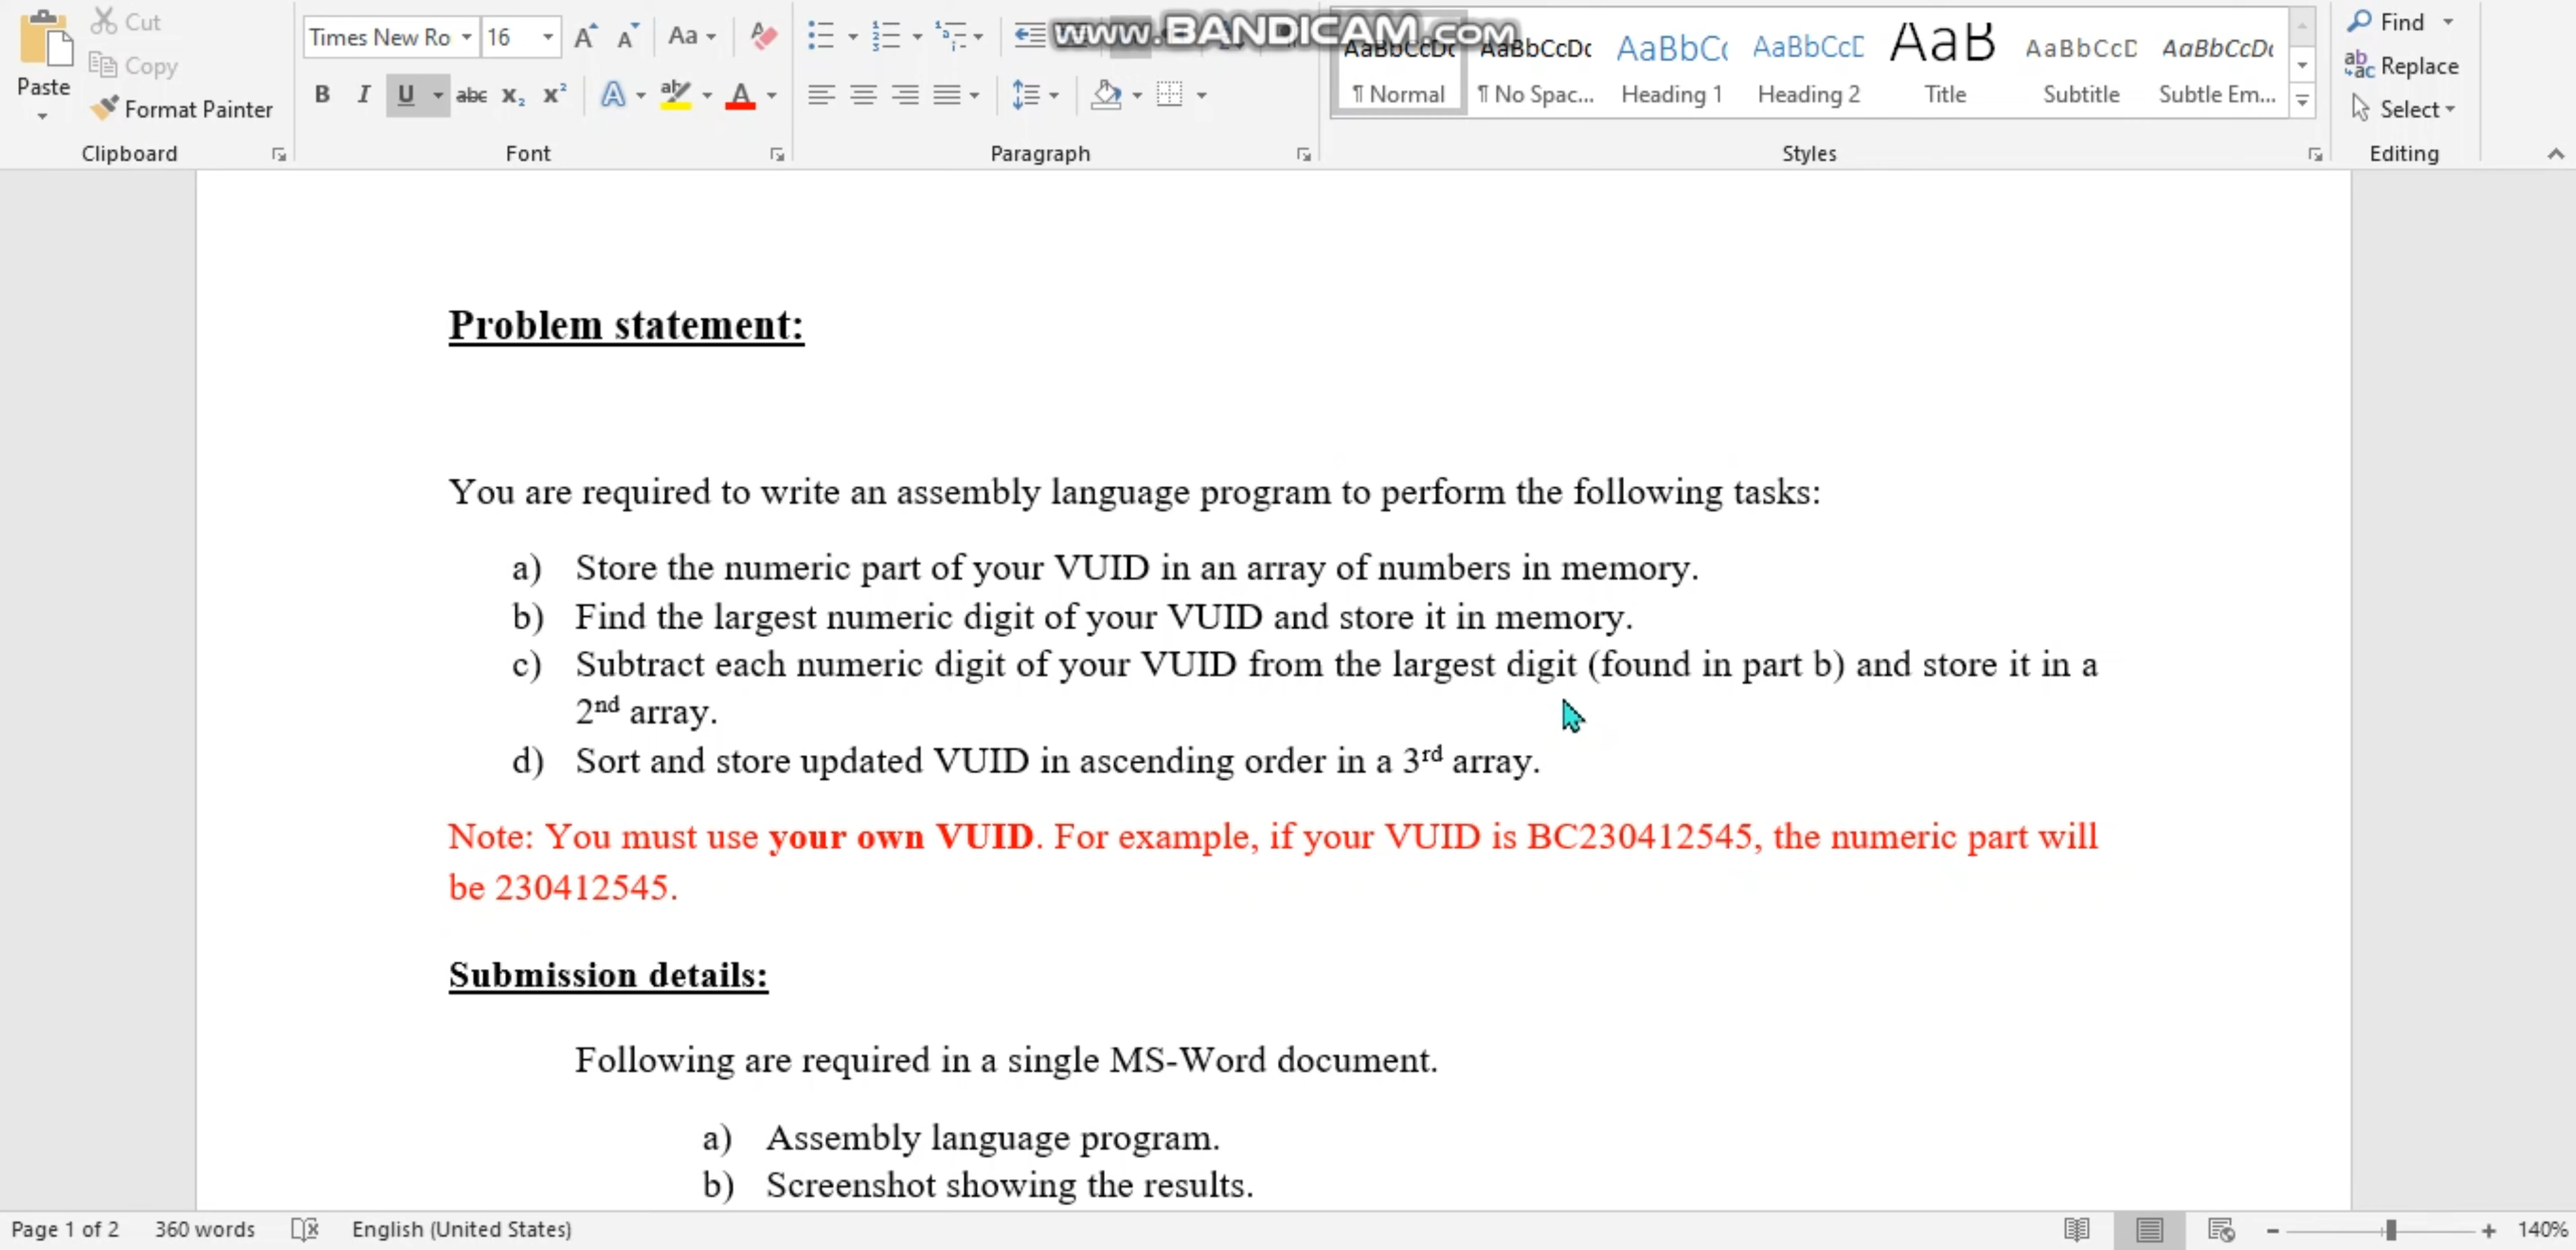 www.BANDICAM.com
Cut
Copy
Paste
Format Painter
Clipboard
Times New Ro 16
Aa
B I U abc X₂ X²
A
aby
A
Font
Paragraph
AaBbCcDc AaBbCcDc AaBbC( AaBbCcE AaB AaBbCcD AaBbCcDc
¶ Normal ¶ No Spac... Heading 1 Heading 2 Title Subtitle Subtle Em...
Styles
Find
Replace
Select
Editing
Problem statement:
You are required to write an assembly language program to perform the following tasks:
a) Store the numeric part of your VUID in an array of numbers in memory.
b) Find the largest numeric digit of your VUID and store it in memory.
c) Subtract each numeric digit of your VUID from the largest digit (found in part b) and store it in a
2nd array.
d) Sort and store updated VUID in ascending order in a 3rd array.
Note: You must use your own VUID. For example, if your VUID is BC230412545, the numeric part will
be 230412545.
Submission details:
Following are required in a single MS-Word document.
a) Assembly language program.
b) Screenshot showing the results.
Page 1 of 2 360 words English (United States) 140%